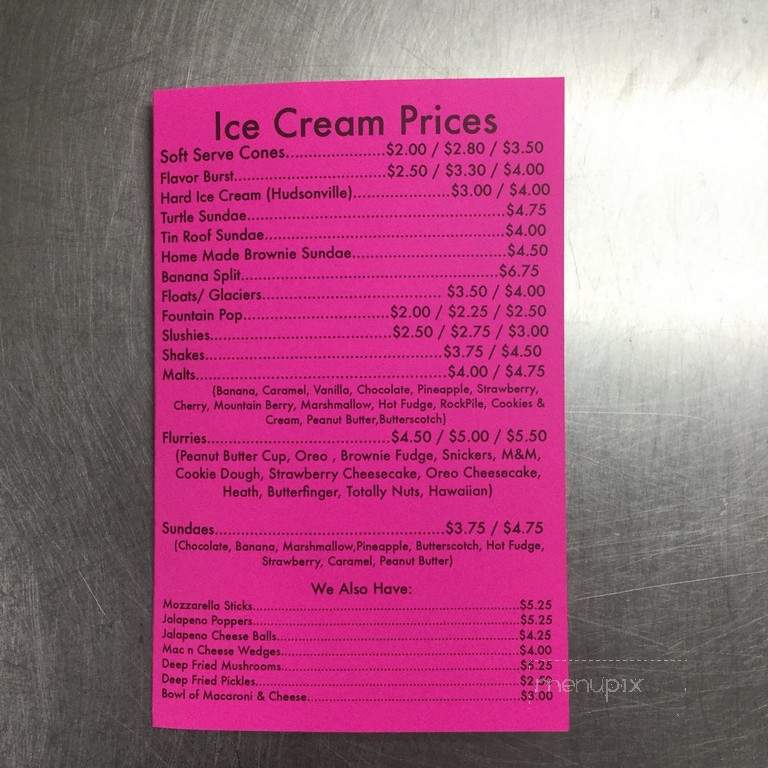 Ice Cream Prices
Soft Serve Cones..........................$2.00 / $2.80 / $3.50
Flavor Burst..................................$2.50 / $3.30 / $4.00
Hard Ice Cream (Hudsonville)......................$3.00 / $4.00
Turtle Sundae..........................................................$4.75
Tin Roof Sundae......................................................$4.00
Home Made Brownie Sundae...................................$4.50
Banana Split..........................................................$6.75
Floats/ Glaciers........................................ $3.50 / $4.00
Fountain Pop.................................$2.00 / $2.25 / $2.50
Slushies.........................................$2.50 / $2.75 / $3.00
Shakes.....................................................$3.75 / $4.50
Malts........................................................$4.00 / $4.75
(Banana, Caramel, Vanilla, Chocolate, Pineapple, Strawberry,
Cherry, Mountain Berry, Marshmallow, Hot Fudge, RockPile, Cookies &
Cream, Peanut Butter,Butterscotch)
Flurries.........................................$4.50 / $5.00 / $5.50
(Peanut Butter Cup, Oreo , Brownie Fudge, Snickers, M&M,
Cookie Dough, Strawberry Cheesecake, Oreo Cheesecake,
Heath, Butterfinger, Totally Nuts, Hawaiian)
Sundaes...................................................$3.75 / $4.75
(Chocolate, Banana, Marshmallow,Pineapple, Butterscotch, Hot Fudge,
Strawberry, Caramel, Peanut Butter)
We Also Have:
Mozzarella Sticks..................................................................$5.25
Jalapeno Poppers..................................................................$5.25
Jalapeno Cheese Balls............................................................$4.25
Mac n Cheese Wedges...........................................................$4.00
Deep Fried Mushrooms...........................................................
Deep Fried Pickles.................................................................
Bowl of Macaroni & Cheese....................................................$3.00
menupix